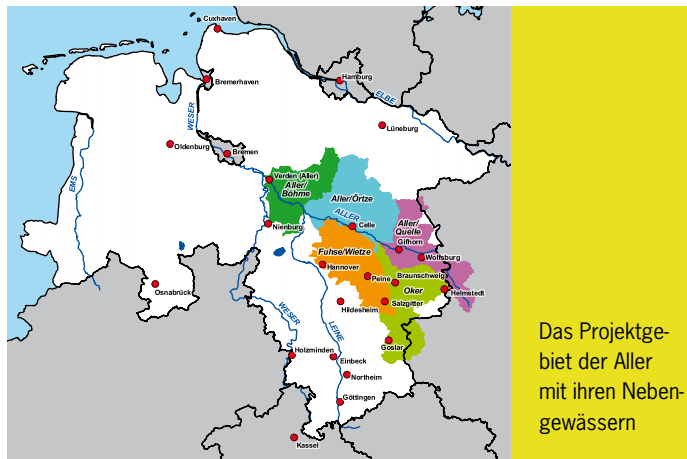 Cuxhaven
Hamburg
Bremerhaven
ELBE
WESER
Lüneburg
Oldenburg
Bremen
EMS
Verden (Aller)
Aller/
Böhme
Aller/Örtze
ALLER
Aller/
Quelle
Nienburg
Celle
Gifhorn
Fuhse/Wietze
Wolfsburg
Hannover
Peine
Braunschweig
Oker
Helmstedt
Osnabrück
Salzgitter
Hildesheim
WESER
LEINE
Goslar
Holzminden
Einbeck
Northeim
Göttingen
Kassel
Das Projektge-
biet der Aller
mit ihren Neben-
gewässern